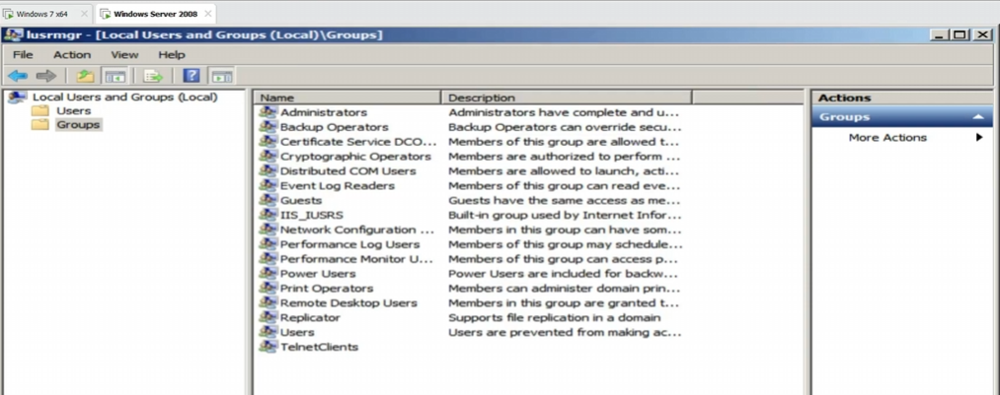 Windows 7 x64 × Windows Server 2008 ×
lusrmgr - [Local Users and Groups (Local)\Groups]
File Action View Help
Local Users and Groups (Local)
Users
Groups
Name Description
Administrators Administrators have complete and u...
Backup Operators Backup Operators can override secu...
Certificate Service DCO... Members of this group are allowed t...
Cryptographic Operators Members are authorized to perform ...
Distributed COM Users Members are allowed to launch, acti...
Event Log Readers Members of this group can read eve...
Guests Guests have the same access as me...
IIS_IUSRS Built-in group used by Internet Infor...
Network Configuration ... Members in this group can have som...
Performance Log Users Members of this group may schedule...
Performance Monitor U... Members of this group can access p...
Power Users Power Users are included for backw...
Print Operators Members can administer domain prin...
Remote Desktop Users Members in this group are granted t...
Replicator Supports file replication in a domain
Users Users are prevented from making ac...
TelnetClients
Actions
Groups
More Actions